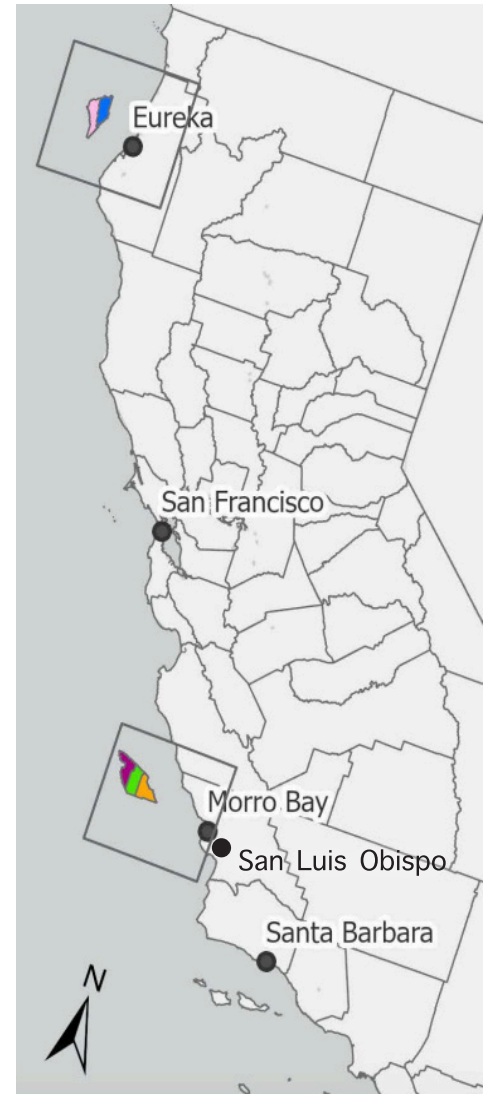 Eureka
San Francisco
Morro Bay
San Luis Obispo
Santa Barbara
N